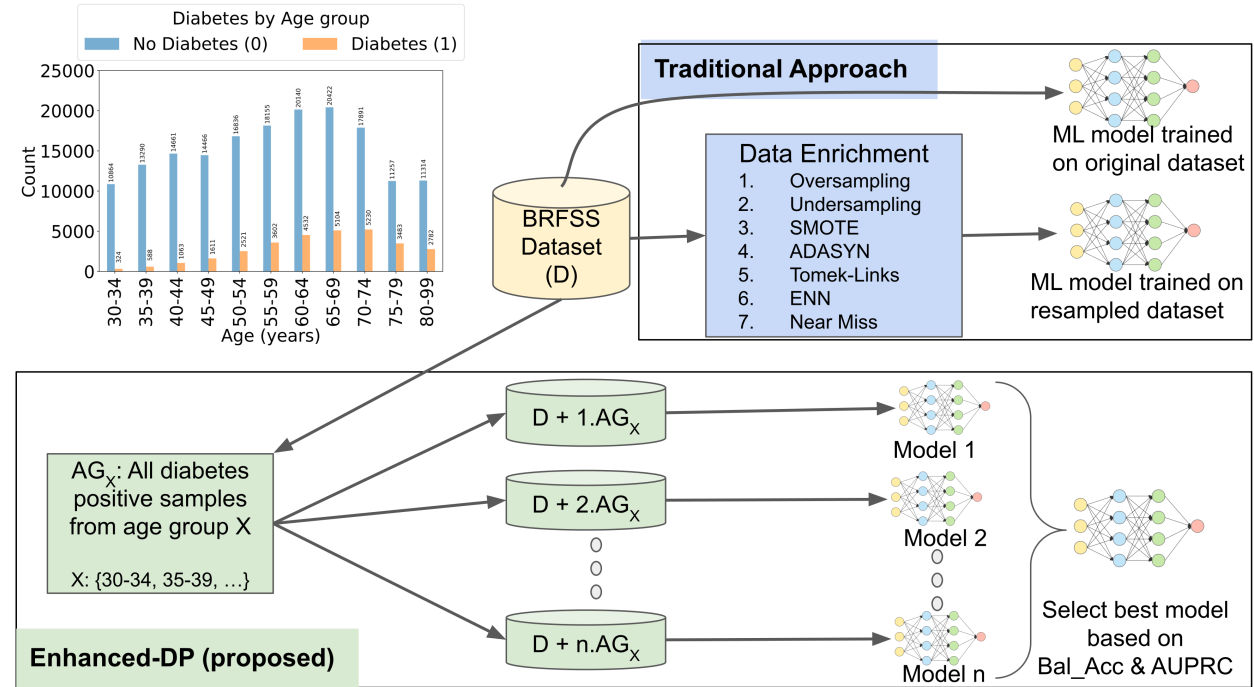 Diabetes by Age group
No Diabetes (0)
Diabetes (1)
25000
20000
15000
10000
5000
0
Count
10864
324
13290
588
14661
1063
14466
1611
16836
2521
18155
3602
20140
4532
20422
5104
17891
5230
11257
3483
11314
2782
30-34
35-39
40-44
45-49
50-54
55-59
60-64
65-69
70-74
75-79
80-99
Age (years)
BRFSS
Dataset
(D)
Traditional Approach
Data Enrichment
1. Oversampling
2. Undersampling
3. SMOTE
4. ADASYN
5. Tomek-Links
6. ENN
7. Near Miss
ML model trained
on original dataset
ML model trained on
resampled dataset
AGX: All diabetes
positive samples
from age group X
X: {30-34, 35-39, ...}
D + 1.AGX
D + 2.AGX
D + n.AGX
Model 1
Model 2
Model n
Select best model
based on
Bal_Acc & AUPRC
Enhanced-DP (proposed)